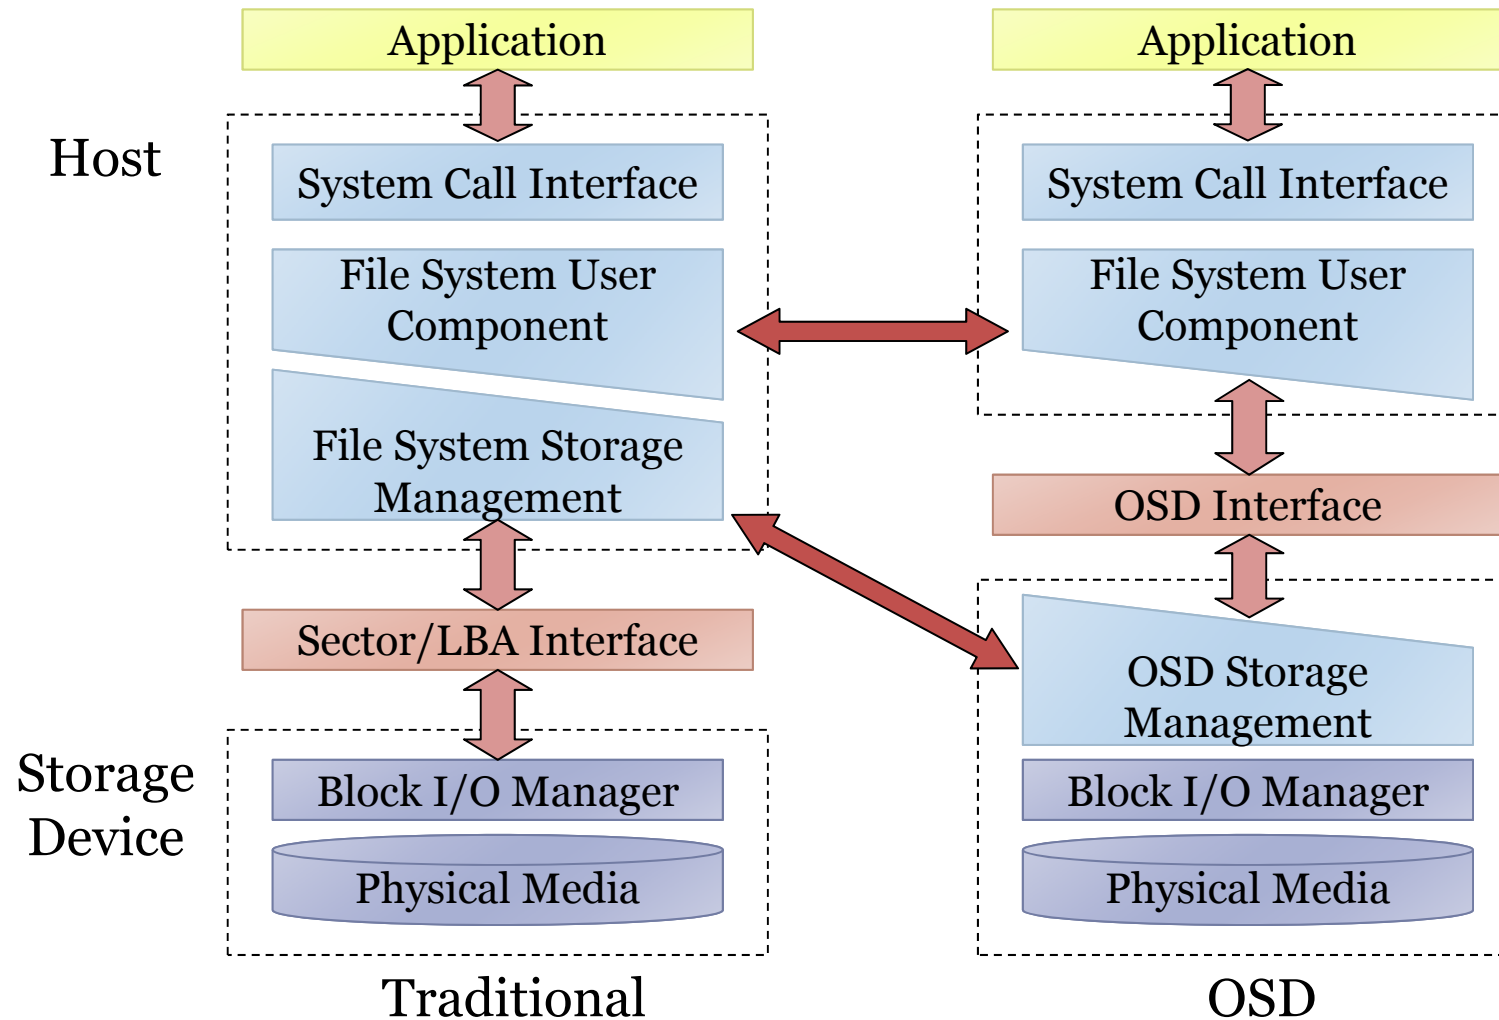 Application
Application
Host
System Call Interface
System Call Interface
File System User
Component
File System User
Component
File System Storage
Management
OSD Interface
Sector/LBA Interface
OSD Storage
Management
Storage
Device
Block I/O Manager
Block I/O Manager
Physical Media
Physical Media
Traditional
OSD